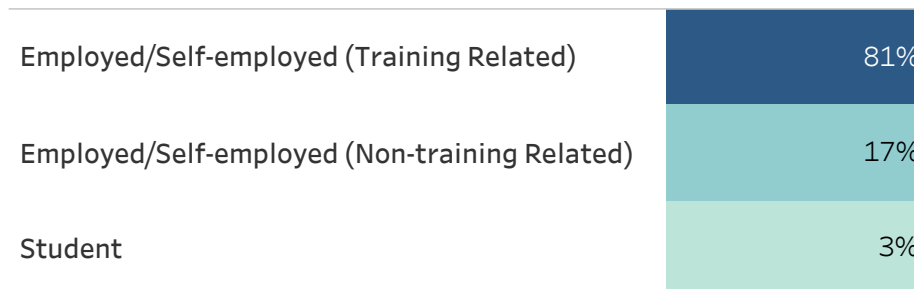 Employed/Self-employed (Training Related) 81%
Employed/Self-employed (Non-training Related) 17%
Student 3%